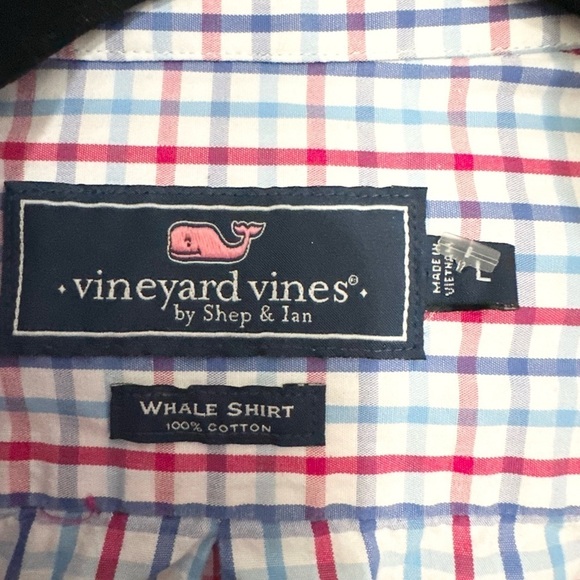 · vineyard vines® ·
by Shep & Ian
MADE IN
VIETNAM
L
WHALE SHIRT
100% COTTON